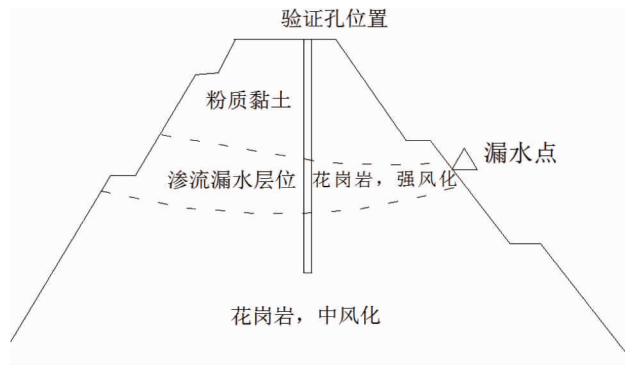 验证孔位置
粉质黏土
漏水点
渗流漏水层位
花岗岩，强风化
花岗岩，中风化